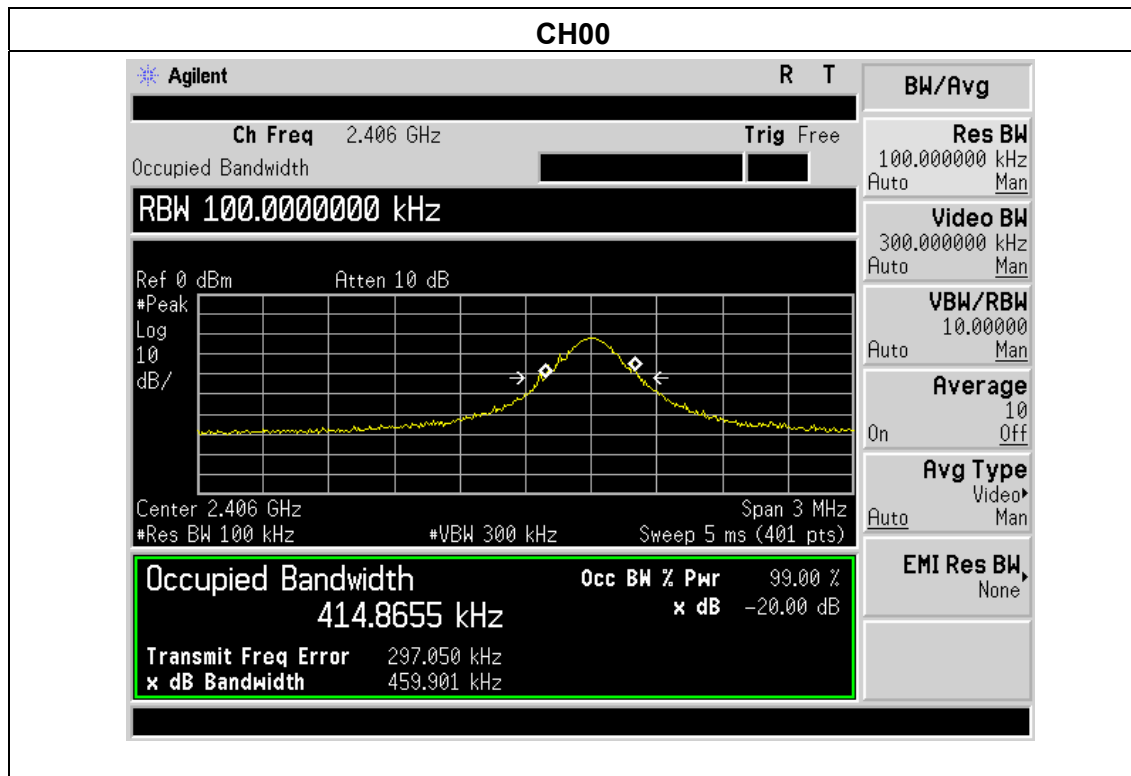 CH00
Agilent
R T
Ch Freq 2.406 GHz Trig Free
Occupied Bandwidth
RBW 100.0000000 kHz
Ref 0 dBm Atten 10 dB
#Peak
Log
10
dB/
Center 2.406 GHz Span 3 MHz
#Res BW 100 kHz #VBW 300 kHz Sweep 5 ms (401 pts)
Occupied Bandwidth
414.8655 kHz
Occ BW % Pwr 99.00 %
x dB -20.00 dB
Transmit Freq Error 297.050 kHz
x dB Bandwidth 459.901 kHz
BW/Avg
Res BW
100.000000 kHz
Auto Man
Video BW
300.000000 kHz
Auto Man
VBW/RBW
10.00000
Auto Man
Average
10
On Off
Avg Type
Video
Auto Man
EMI Res BW
None